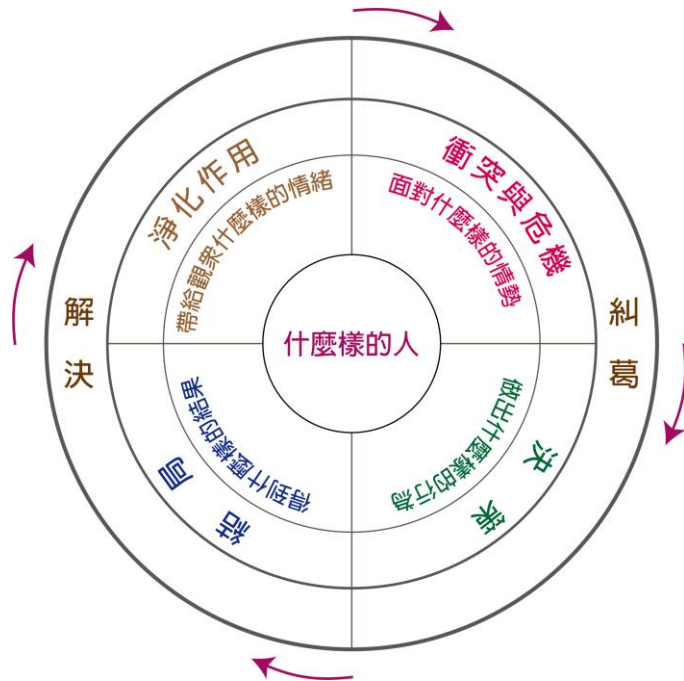 衝突與危機
面對什麼樣的情勢
糾葛
決策
做出什麼樣的行為
結局
得到什麼樣的結果
解決
淨化作用
帶給觀眾什麼樣的情緒
什麼樣的人